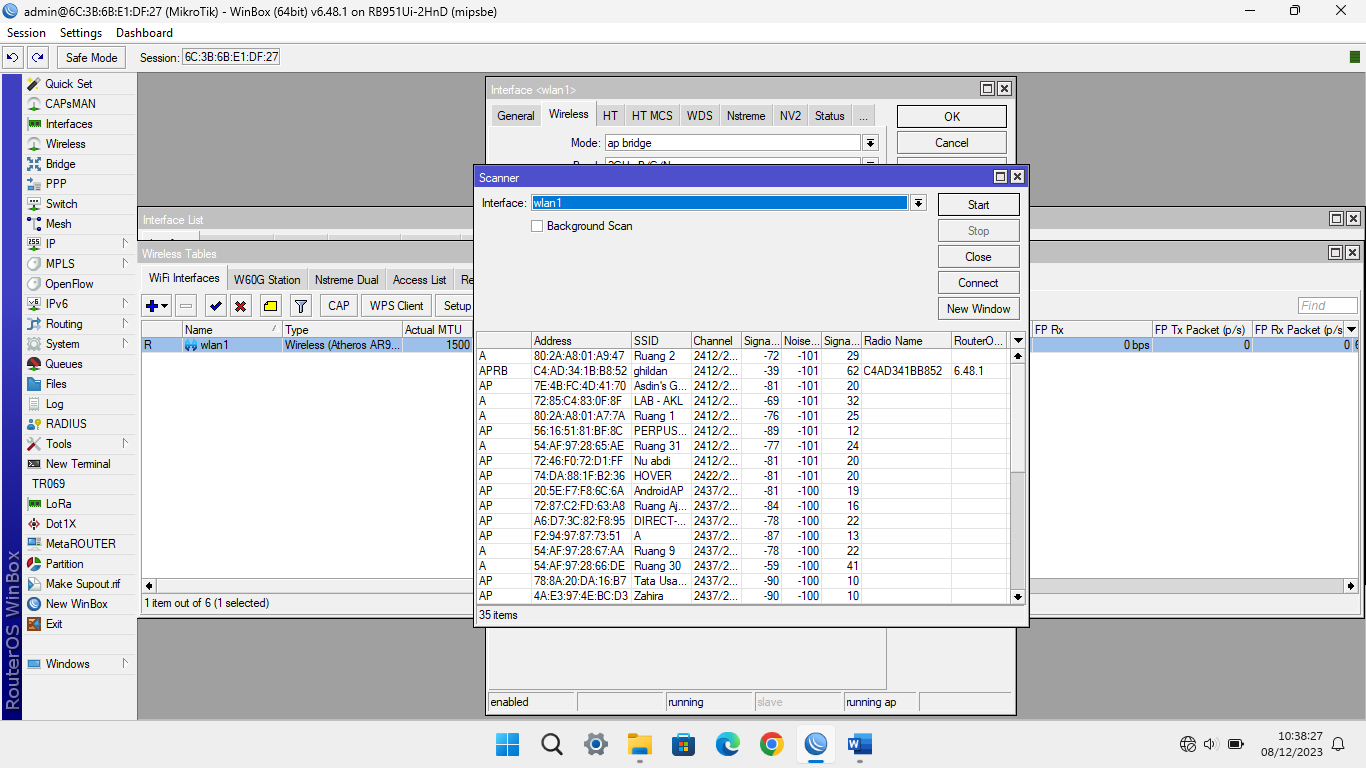 admin@6C:3B:6B:E1:DF:27 (MikroTik) - WinBox (64bit) v6.48.1 on RB951Ui-2HnD (mipsbe)
Session Settings Dashboard
Safe Mode Session: 6C:3B:6B:E1:DF:27
Quick Set
CAPsMAN
Interfaces
Wireless
Bridge
PPP
Switch
Mesh
IP
MPLS
OpenFlow
IPv6
Routing
System
Queues
Files
Log
RADIUS
Tools
New Terminal
TR069
LoRa
Dot1X
MetaROUTER
Partition
Make Supout.rif
New WinBox
Exit
Windows
RouterOS WinBox
Interface <wlan1>
General Wireless HT HT MCS WDS Nstreme NV2 Status ...
OK
Mode: ap bridge
Cancel
Interface List
Wireless Tables
WiFi Interfaces W60G Station Nstreme Dual Access List Re
CAP WPS Client Setup
Find
Name Type Actual MTU
FP Rx FP Tx Packet (p/s) FP Rx Packet (p/s
R wlan1 Wireless (Atheros AR9... 1500
0 bps 0 0
1 item out of 6 (1 selected)
Scanner
Interface: wlan1
Background Scan
Start
Stop
Close
Connect
New Window
Address SSID Channel Signa... Noise... Signa... Radio Name RouterO...
A 80:2A:A8:01:A9:47 Ruang 2 2412/2... -72 -101 29
APRB C4:AD:34:1B:B8:52 ghildan 2412/2... -39 -101 62 C4AD341BB852 6.48.1
AP 7E:4B:FC:4D:41:70 Asdin's G... 2412/2... -81 -101 20
A 72:85:C4:83:0F:8F LAB - AKL 2412/2... -69 -101 32
A 80:2A:A8:01:A7:7A Ruang 1 2412/2... -76 -101 25
AP 56:16:51:81:BF:8C PERPUS... 2412/2... -89 -101 12
A 54:AF:97:28:65:AE Ruang 31 2412/2... -77 -101 24
AP 72:46:F0:72:D1:FF Nu abdi 2412/2... -81 -101 20
AP 74:DA:88:1F:B2:36 HOVER 2422/2... -81 -101 20
AP 20:5E:F7:F8:6C:6A AndroidAP 2437/2... -81 -100 19
AP 72:87:C2:FD:63:A8 Ruang Aj... 2437/2... -84 -100 16
AP A6:D7:3C:82:F8:95 DIRECT-... 2437/2... -78 -100 22
AP F2:94:97:87:73:51 A 2437/2... -87 -100 13
A 54:AF:97:28:67:AA Ruang 9 2437/2... -78 -100 22
A 54:AF:97:28:66:DE Ruang 30 2437/2... -59 -100 41
AP 78:8A:20:DA:16:B7 Tata Usa... 2437/2... -90 -100 10
AP 4A:E3:97:4E:BC:D3 Zahira 2437/2... -90 -100 10
35 items
enabled running slave running ap
10:38:27
08/12/2023